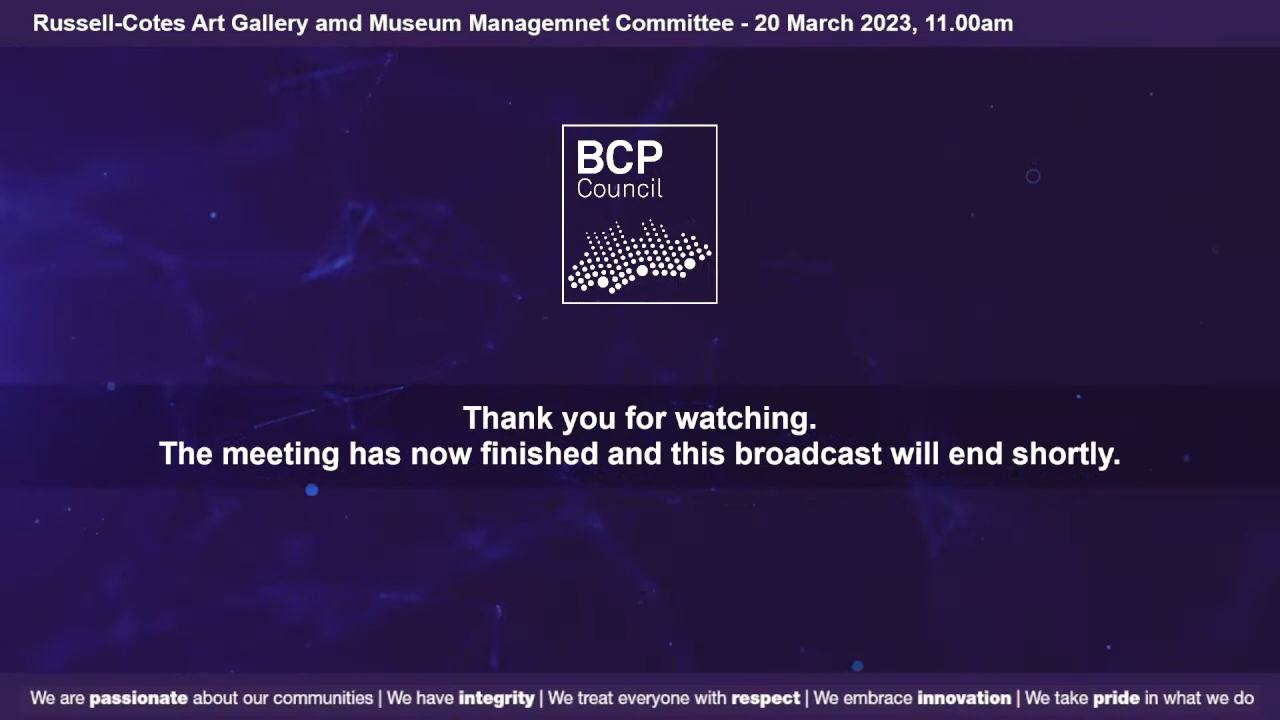 Russell-Cotes Art Gallery amd Museum Managemnet Committee - 20 March 2023, 11.00am
BCP
Council
Thank you for watching.
The meeting has now finished and this broadcast will end shortly.
We are passionate about our communities | We have integrity | We treat everyone with respect | We embrace innovation | We take pride in what we do